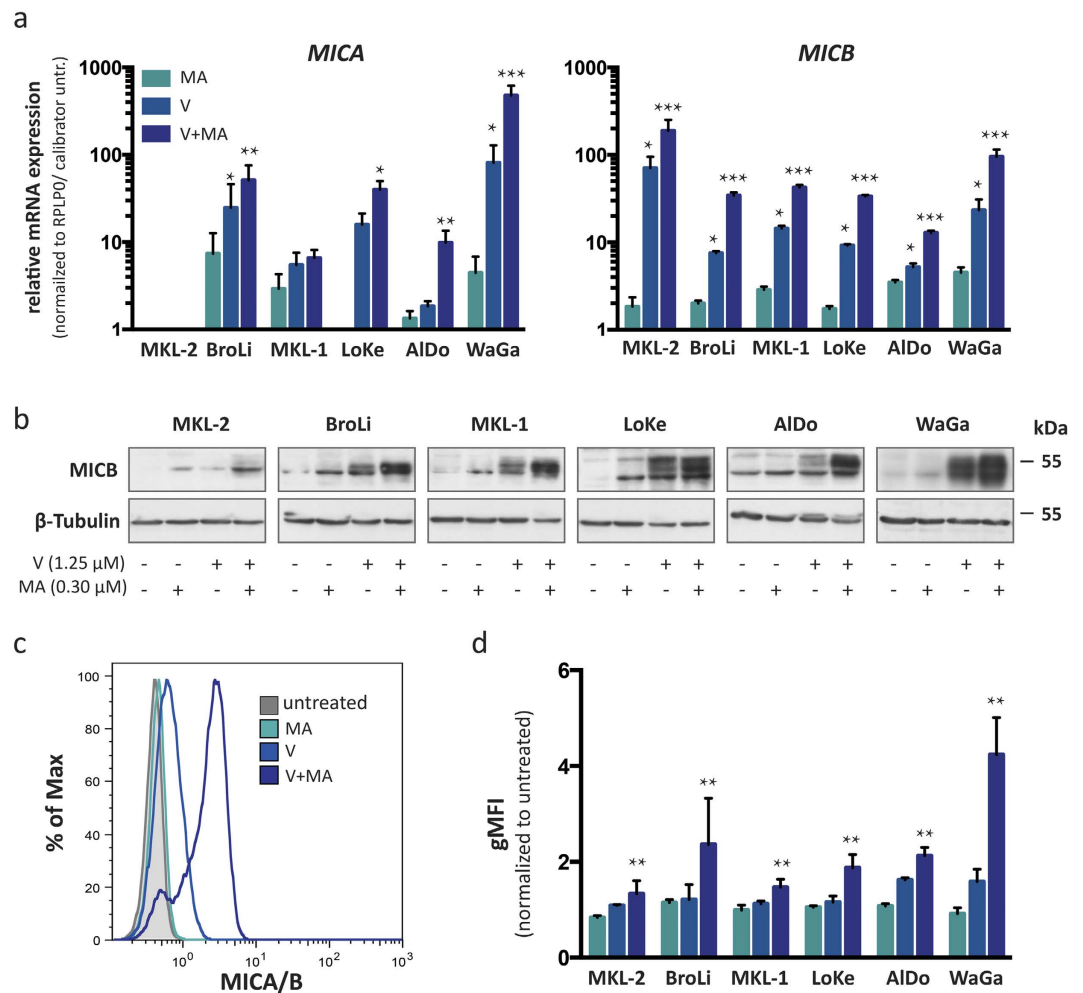 a
MICA
MICB
relative mRNA expression
(normalized to RPLP0/ calibrator untr.)
1000
100
10
1
MA
V
V+MA
* ** * ** * ***
MKL-2 BroLi MKL-1 LoKe AlDo WaGa
1000
100
10
1
* *** * *** * *** * *** * *** * ***
MKL-2 BroLi MKL-1 LoKe AlDo WaGa
b
MKL-2 BroLi MKL-1 LoKe AlDo WaGa kDa
MICB
55
β-Tubulin
55
V (1.25 µM) - - + + - - + + - - + + - - + + - - + + - - + +
MA (0.30 µM) - + - + - + - + - + - + - + - + - + - + - + - +
c
% of Max
100
80
60
40
20
0
untreated
MA
V
V+MA
10⁰ 10¹ 10² 10³
MICA/B
d
gMFI
(normalized to untreated)
6
4
2
0
** ** ** ** ** **
MKL-2 BroLi MKL-1 LoKe AlDo WaGa